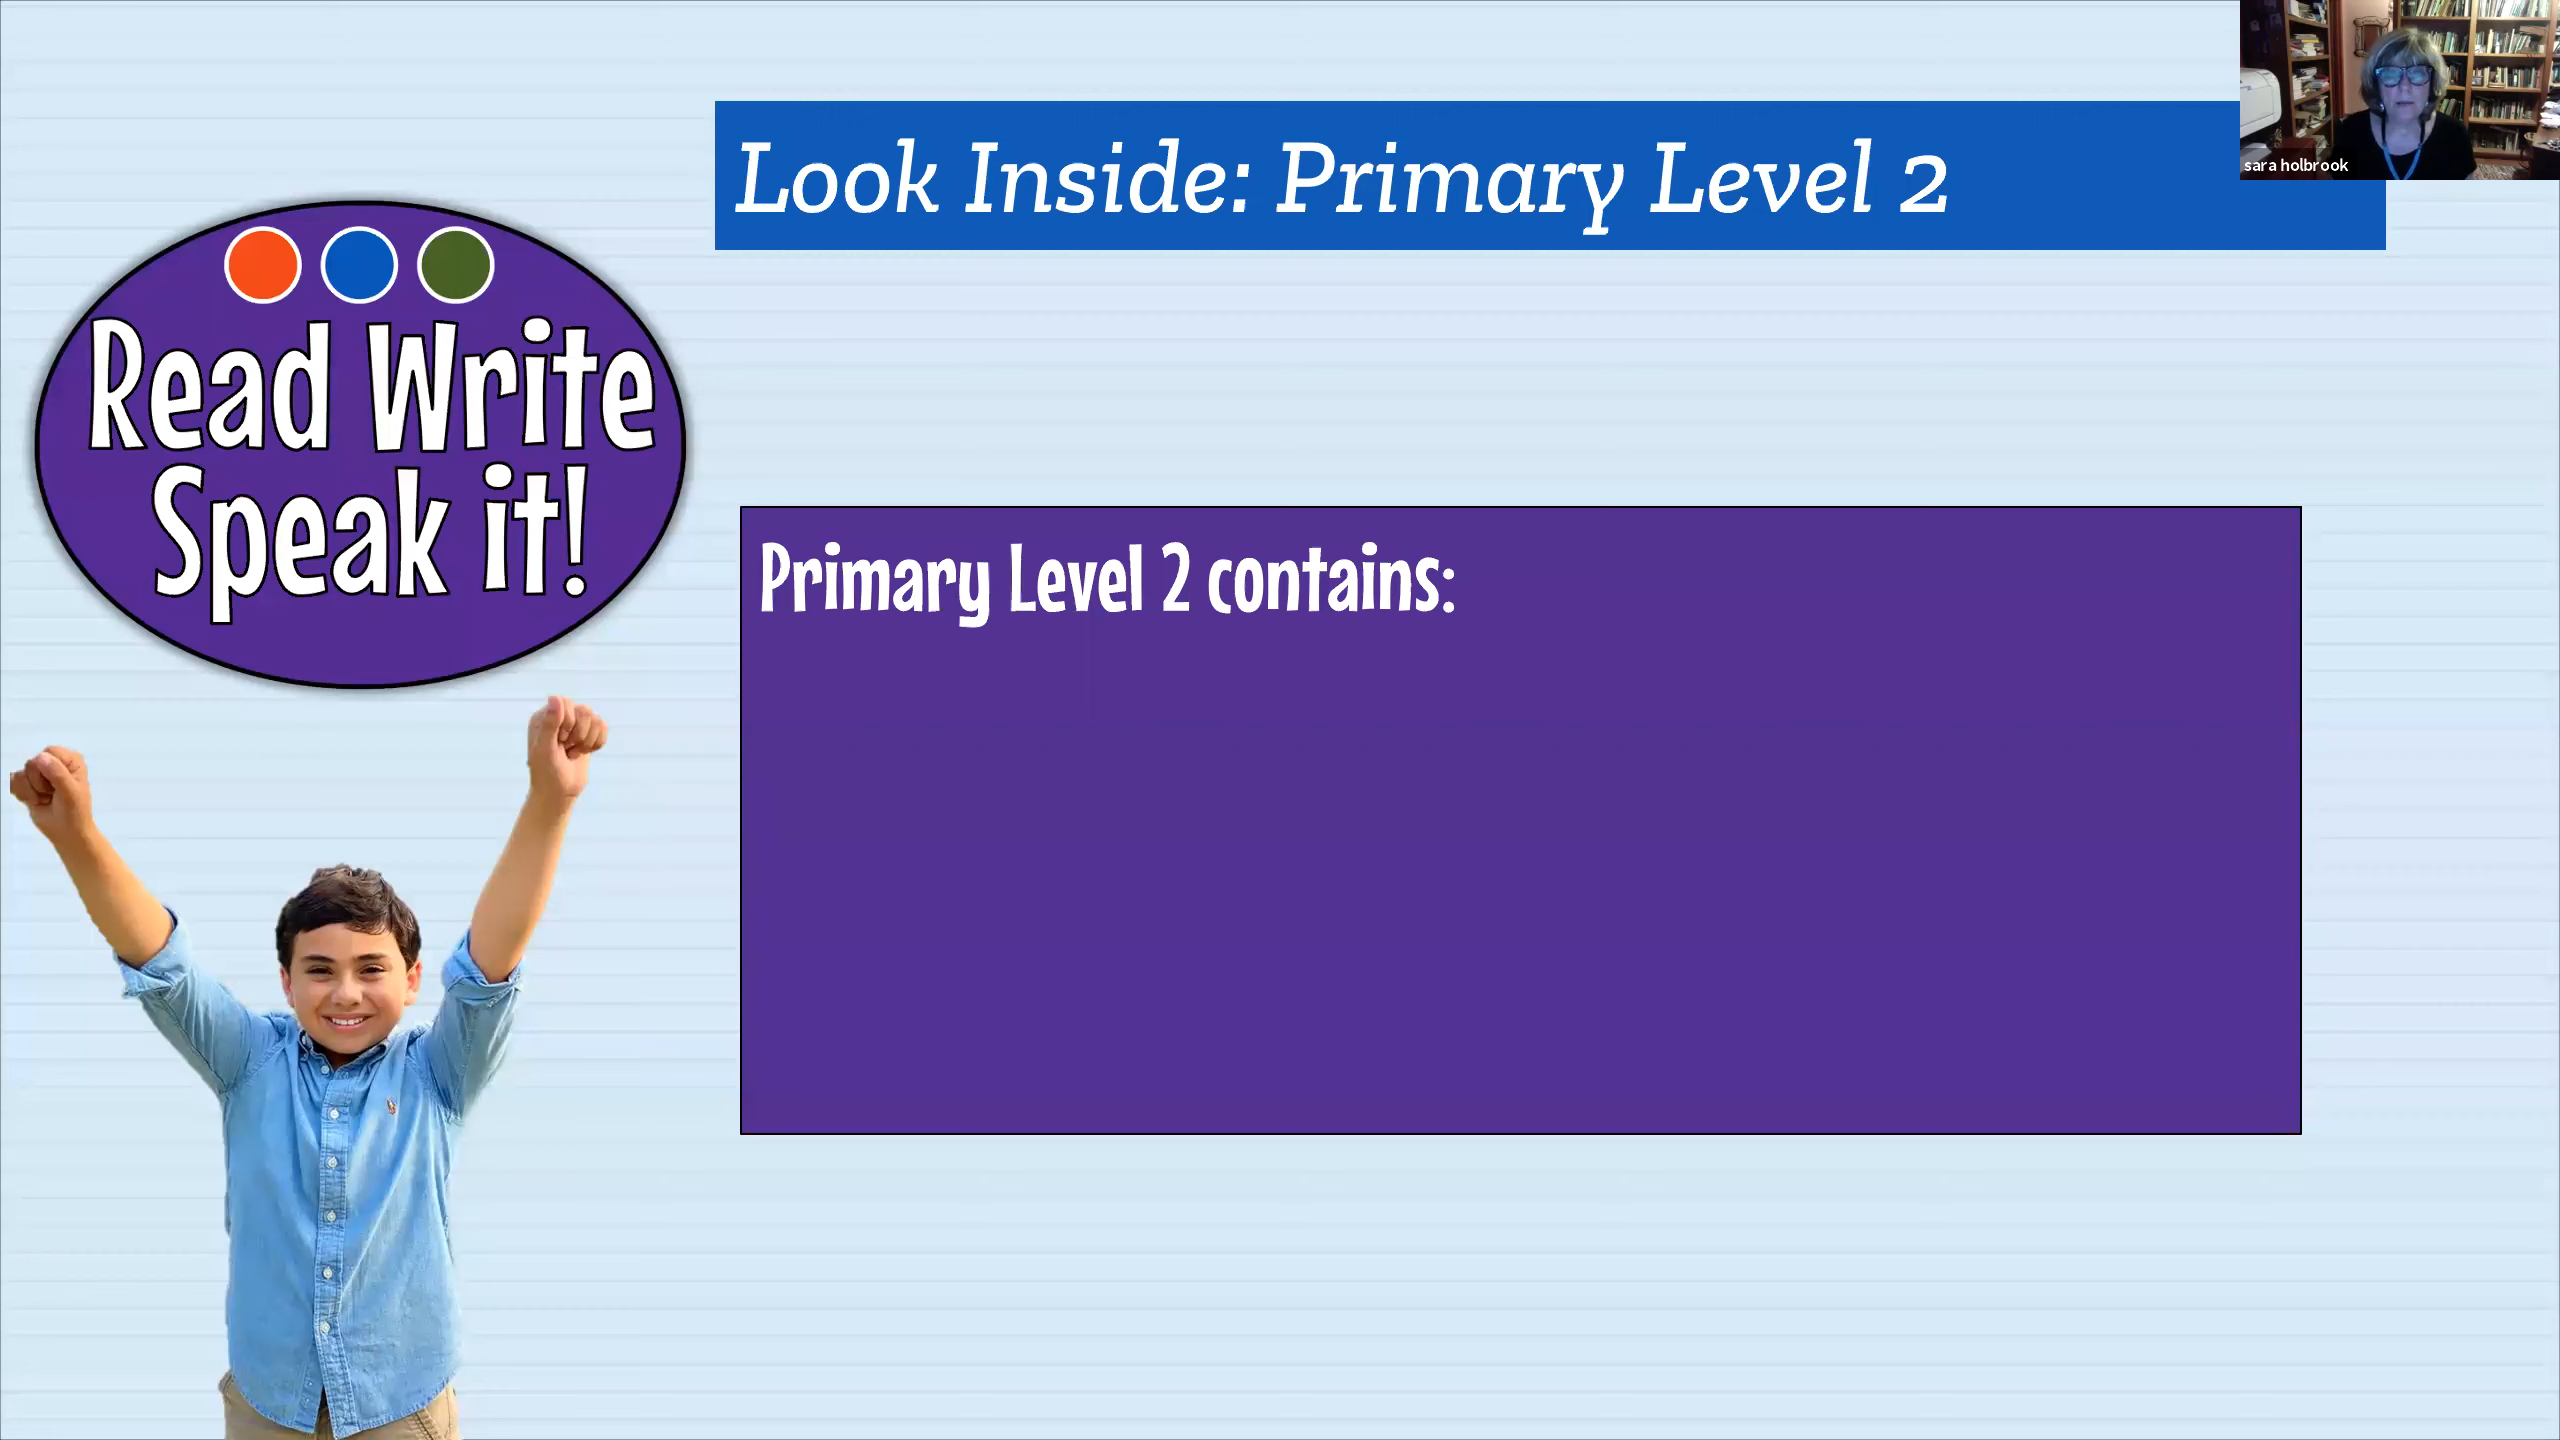 Look Inside: Primary Level 2
sara holbrook
Read Write
Speak it!
Primary Level 2 contains: